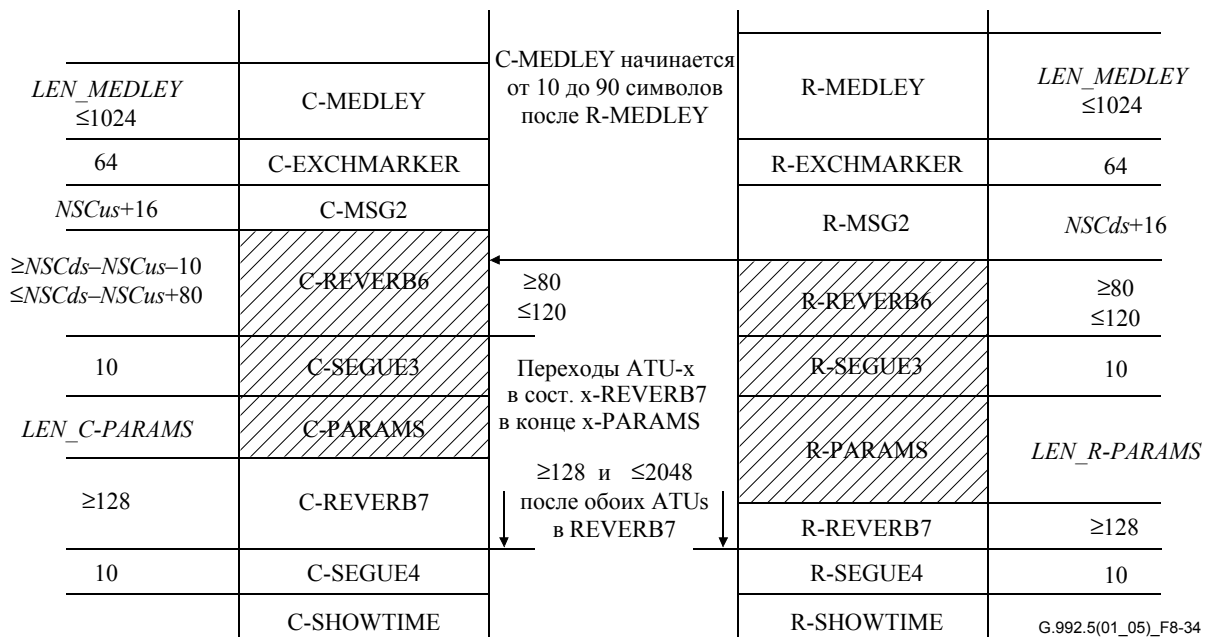 LEN_MEDLEY
≤1024
C-MEDLEY
C-MEDLEY начинается
от 10 до 90 символов
после R-MEDLEY
R-MEDLEY
LEN_MEDLEY
≤1024
64
C-EXCHMARKER
R-EXCHMARKER
64
NSCus+16
C-MSG2
R-MSG2
NSCds+16
≥NSCds–NSCus–10
≤NSCds–NSCus+80
C-REVERB6
≥80
≤120
R-REVERB6
≥80
≤120
10
C-SEGUE3
Переходы ATU-x
в сост. x-REVERB7
в конце x-PARAMS
R-SEGUE3
10
LEN_C-PARAMS
C-PARAMS
R-PARAMS
LEN_R-PARAMS
≥128
C-REVERB7
≥128 и ≤2048
после обоих ATUs
в REVERB7
R-REVERB7
≥128
10
C-SEGUE4
R-SEGUE4
10
C-SHOWTIME
R-SHOWTIME
G.992.5(01_05)_F8-34